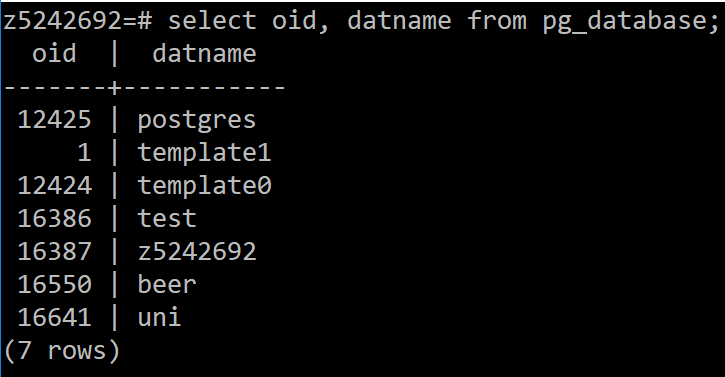 z5242692=# select oid, datname from pg_database;
  oid  |  datname
-------+-----------
 12425 | postgres
     1 | template1
 12424 | template0
 16386 | test
 16387 | z5242692
 16550 | beer
 16641 | uni
(7 rows)